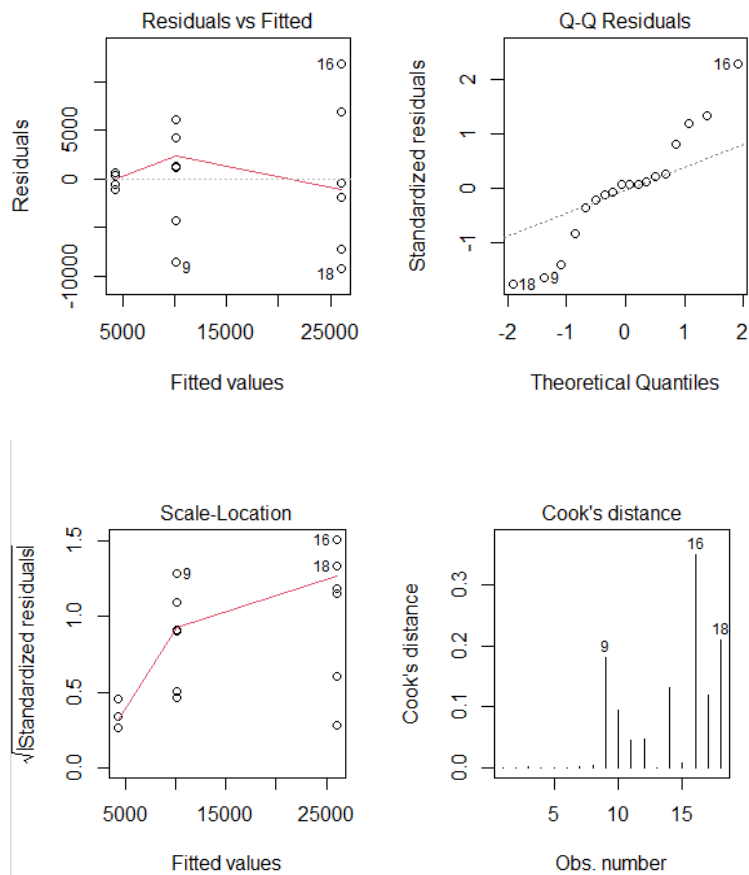 Residuals vs Fitted
Residuals
-10000 0 5000
16
9
18
5000 15000 25000
Fitted values
Q-Q Residuals
Standardized residuals
-1 0 1 2
16
18 9
-2 -1 0 1 2
Theoretical Quantiles
Scale-Location
√|Standardized residuals|
0.0 0.5 1.0 1.5
16
9
18
5000 15000 25000
Fitted values
Cook's distance
Cook's distance
0.0 0.1 0.2 0.3
16
18
9
5 10 15
Obs. number